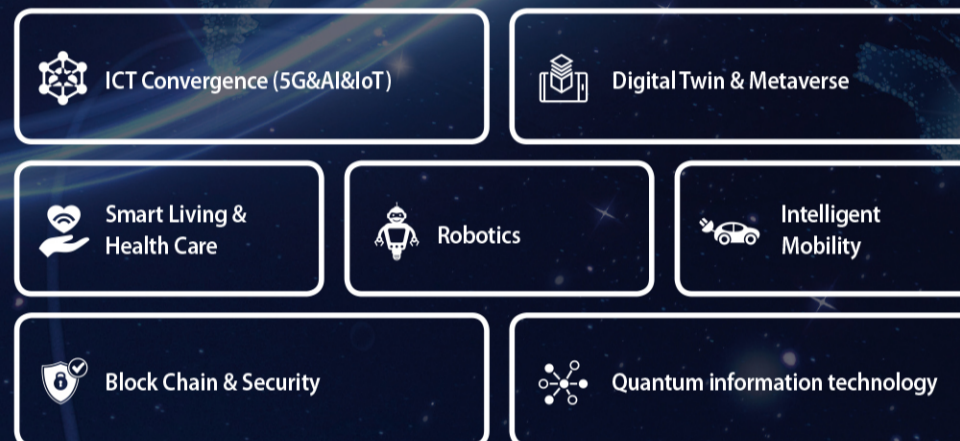 ICT Convergence (5G&AI&IoT)
Digital Twin & Metaverse
Smart Living &
Health Care
Robotics
Intelligent
Mobility
Block Chain & Security
Quantum information technology